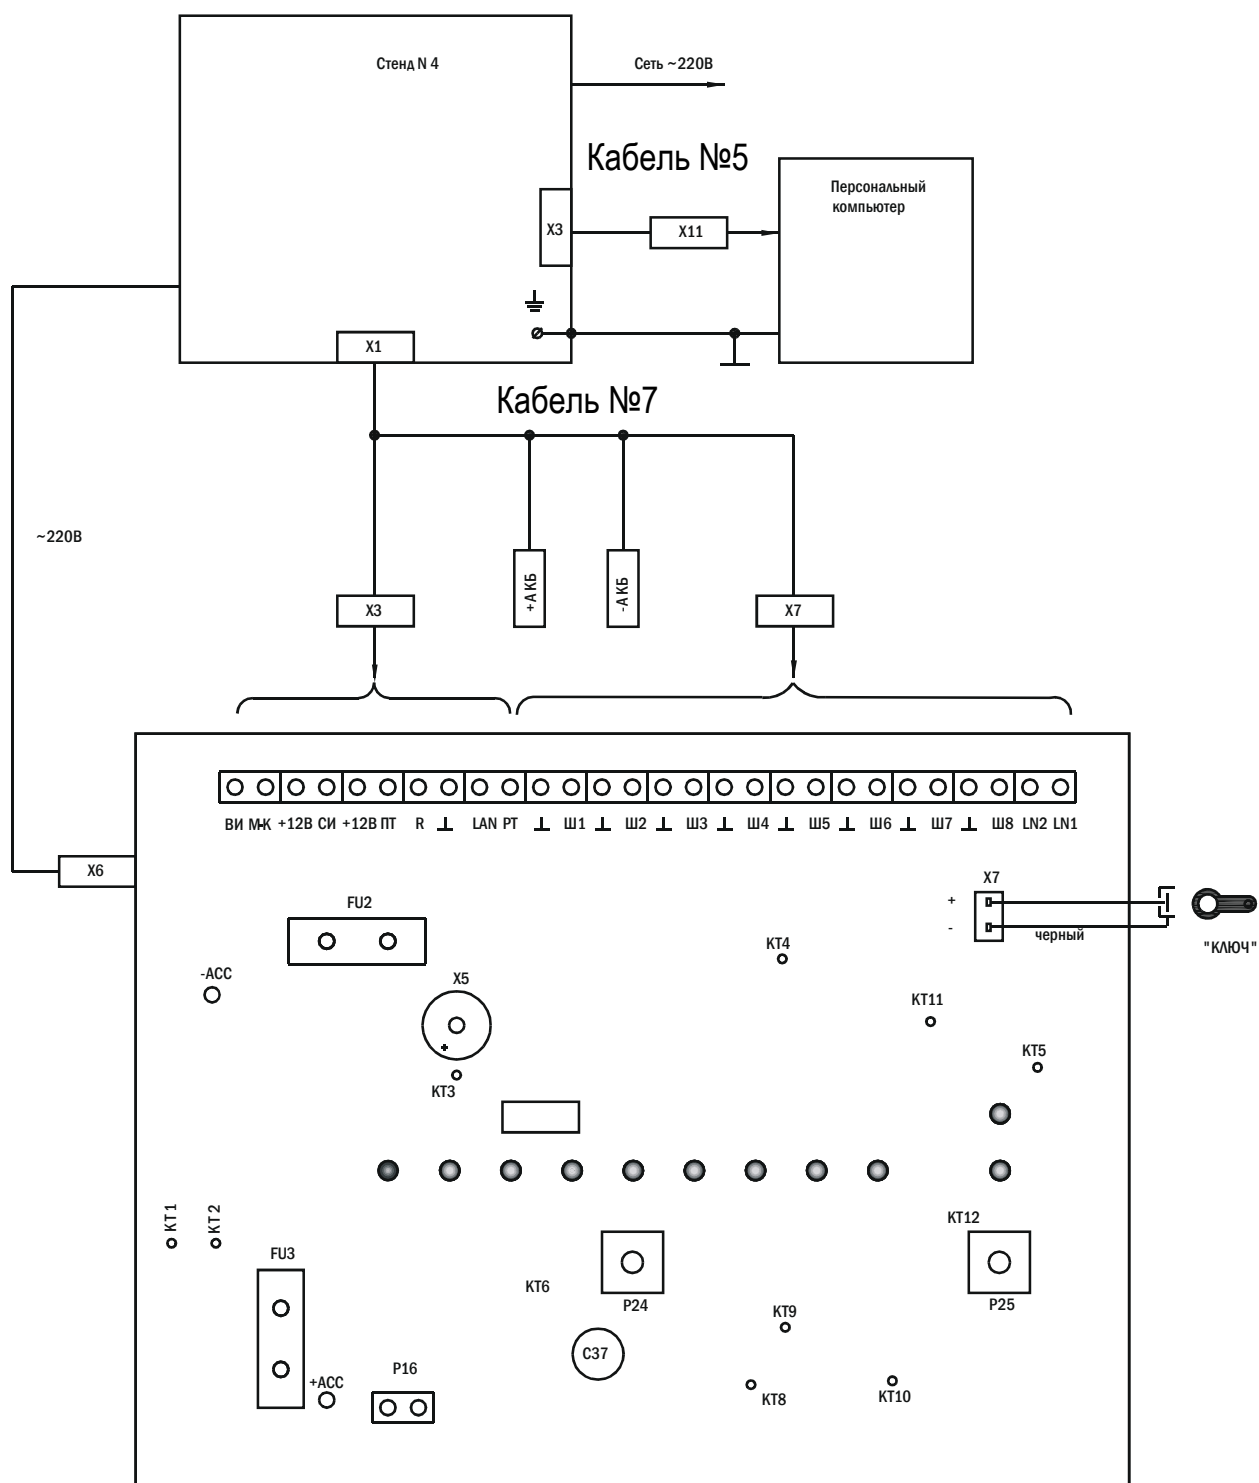 Стенд N 4
Сеть ~220В
Кабель №5
Персональный
компьютер
X3
X11
X1
Кабель №7
~220В
+АКБ
-АКБ
X3
X7
ВИ М-К +12В СИ +12В ПТ R ⊥ LAN РТ ⊥ Ш1 ⊥ Ш2 ⊥ Ш3 ⊥ Ш4 ⊥ Ш5 ⊥ Ш6 ⊥ Ш7 ⊥ Ш8 LN2 LN1
X6
X7
FU2
+
-
черный
"КЛЮЧ"
КТ4
-АСС
X5
КТ11
+
КТ5
КТ3
КТ1
КТ2
КТ12
FU3
КТ6
Р24
Р25
КТ9
С37
Р16
+АСС
КТ8
КТ10